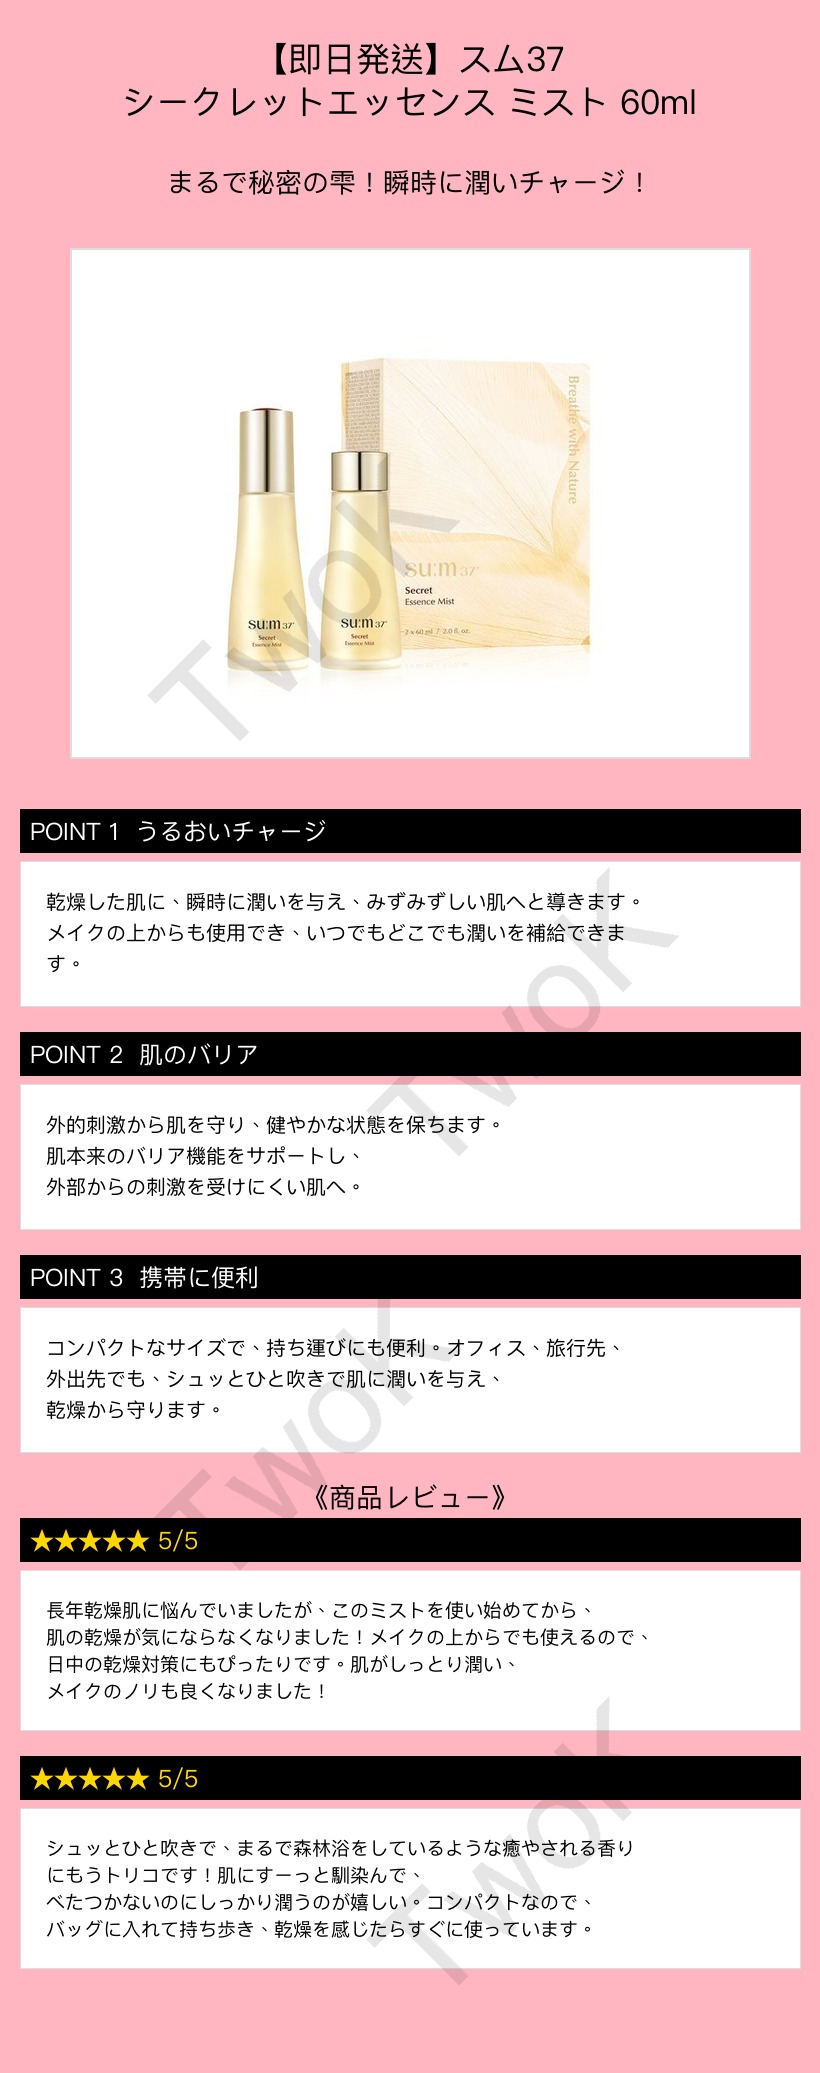 【即日発送】スム37
シークレットエッセンス ミスト 60ml
まるで秘密の雫！瞬時に潤いチャージ！
Breathe with Nature
su:m37°
Secret
Essence Mist
2 x 60 ml / 2.0 fl. oz.
su:m37°
Secret
Essence Mist
su:m37°
Secret
Essence Mist
TwoK
POINT 1 うるおいチャージ
乾燥した肌に、瞬時に潤いを与え、みずみずしい肌へと導きます。
メイクの上からも使用でき、いつでもどこでも潤いを補給できま
す。
TwoK
POINT 2 肌のバリア
外的刺激から肌を守り、健やかな状態を保ちます。
肌本来のバリア機能をサポートし、
外部からの刺激を受けにくい肌へ。
POINT 3 携帯に便利
コンパクトなサイズで、持ち運びにも便利。オフィス、旅行先、
外出先でも、シュッとひと吹きで肌に潤いを与え、
乾燥から守ります。
TwoK
《商品レビュー》
★★★★★ 5/5
長年乾燥肌に悩んでいましたが、このミストを使い始めてから、
肌の乾燥が気にならなくなりました！メイクの上からでも使えるので、
日中の乾燥対策にもぴったりです。肌がしっとり潤い、
メイクのノリも良くなりました！
★★★★★ 5/5
シュッとひと吹きで、まるで森林浴をしているような癒やされる香り
にもうトリコです！肌にすーっと馴染んで、
べたつかないのにしっかり潤うのが嬉しい。コンパクトなので、
バッグに入れて持ち歩き、乾燥を感じたらすぐに使っています。
TwoK